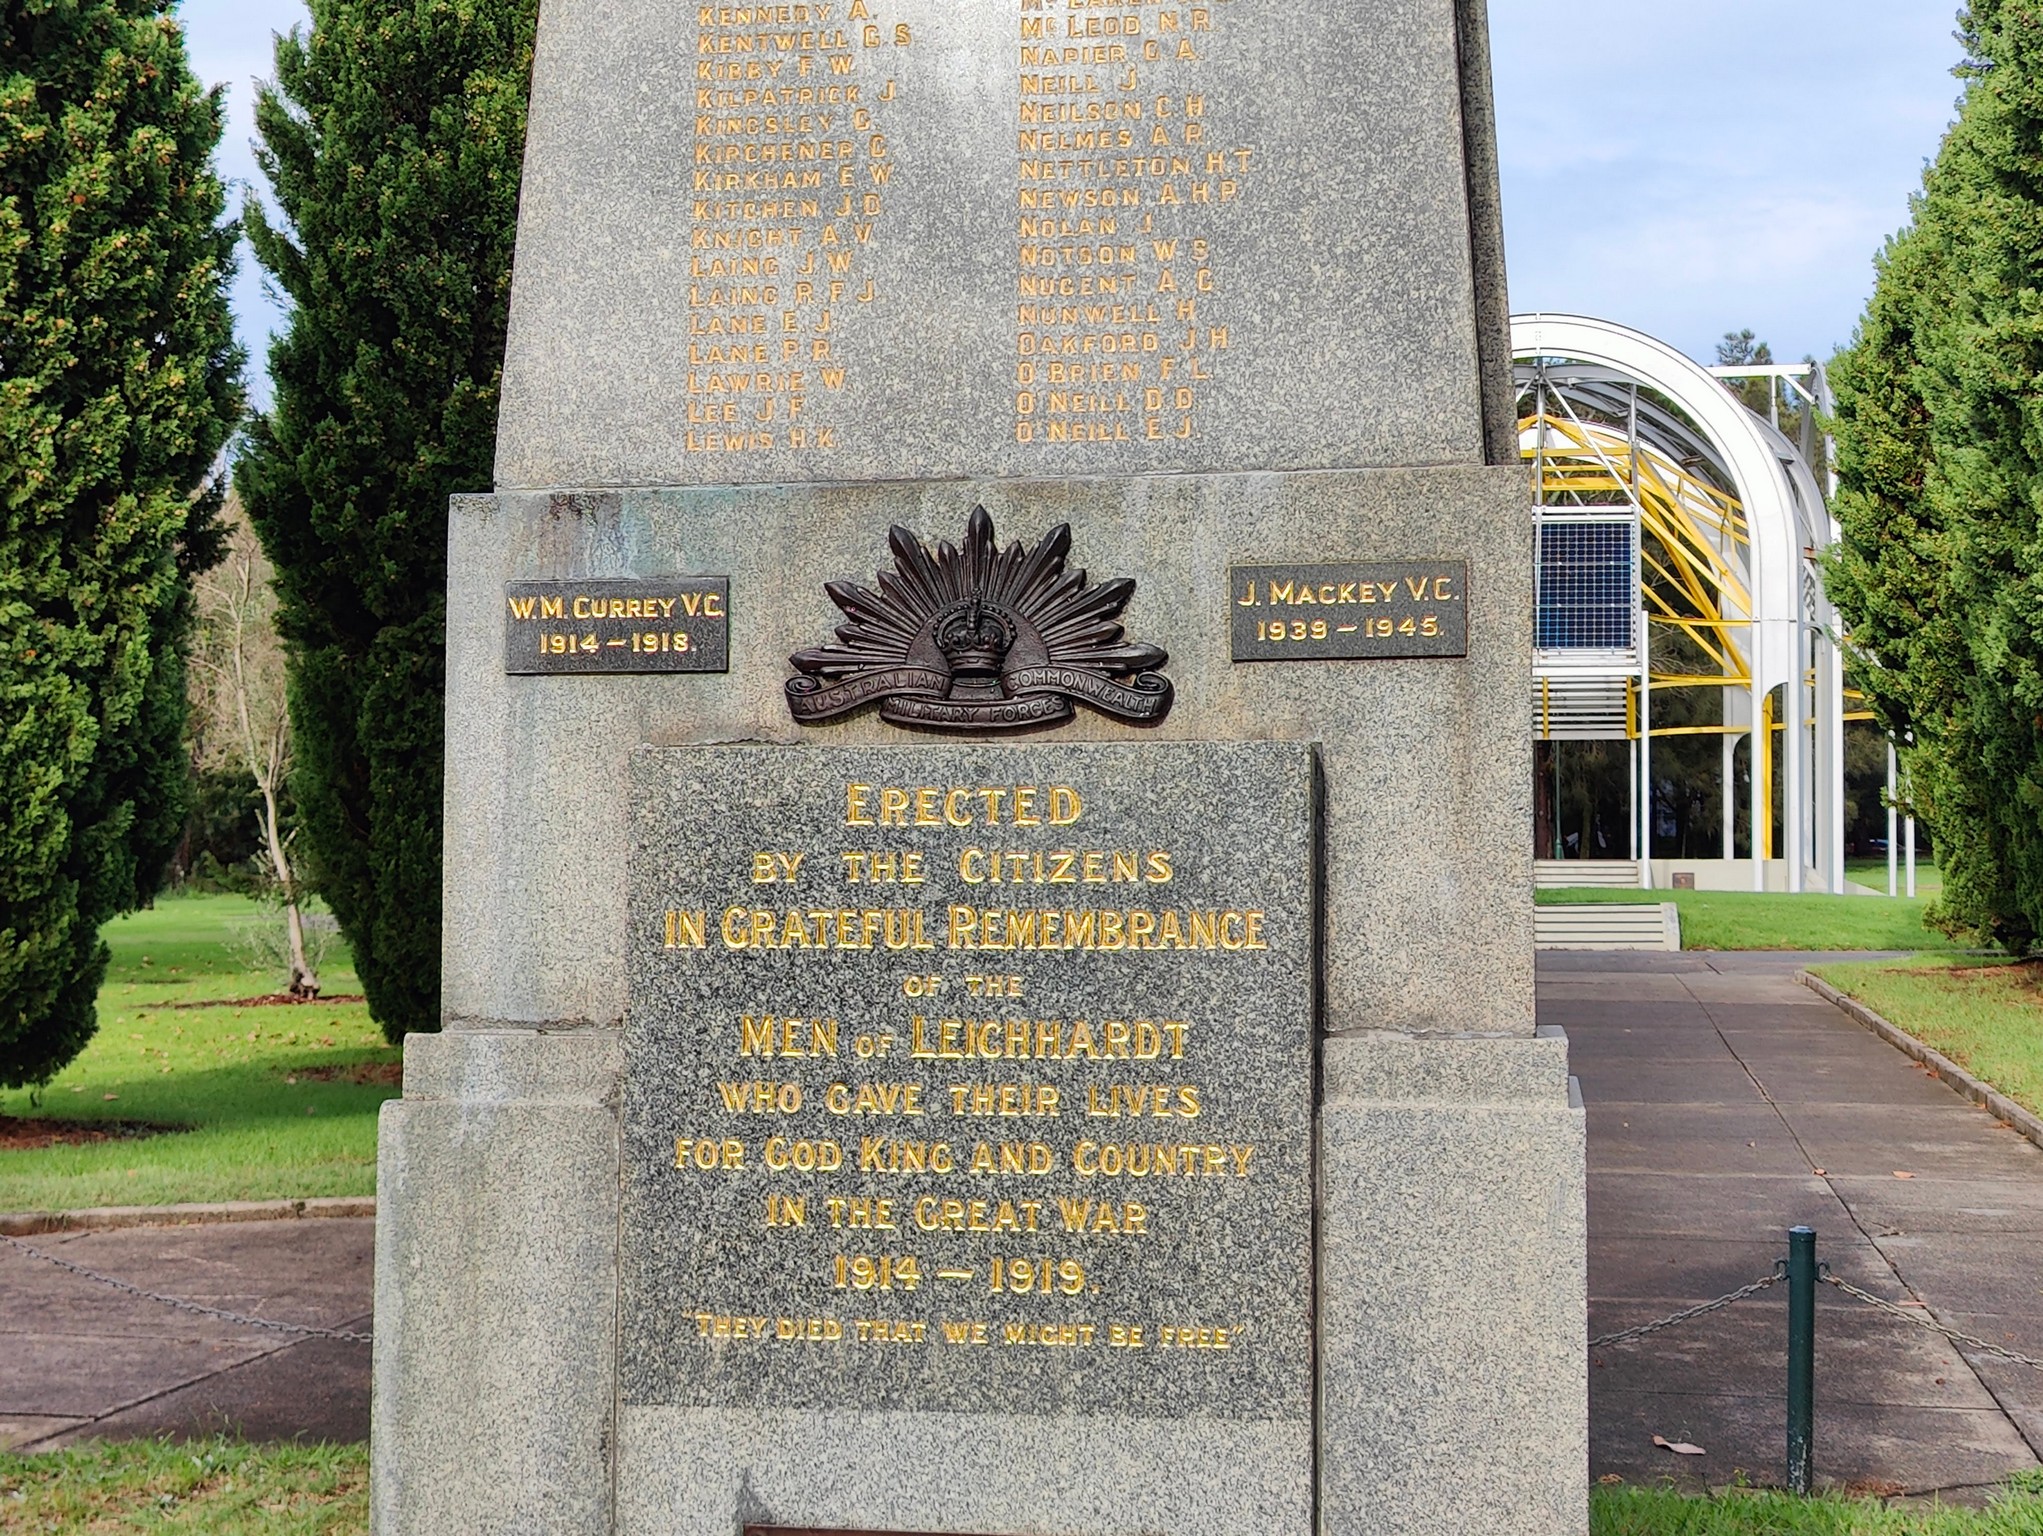 KENNEDY A.
KENTWELL C. S
KIBBY F. W.
KILPATRICK J
KINGSLEY G
KIRCHENER G
KIRKHAM E. W
KITCHEN J. D
KNIGHT A. V
LAING J. W
LAING R. F. J
LANE E. J
LANE P. R
LAWRIE W
LEE J. F
LEWIS H. K
MCLEOD N. R.
NAPIER G. A.
NEILL J
NEILSON C. H
NELMES A. R
NETTLETON H. T
NEWSON A. H. P
NOLAN J
NOTSON W. S
NUGENT A. G
NUNWELL H
OAKFORD J. H
O'BRIEN F. L
O'NEILL D. D
O'NEILL E. J.
W. M. CURREY V.C.
1914 – 1918.
AUSTRALIAN COMMONWEALTH
MILITARY FORCES
J. MACKEY V.C.
1939 – 1945.
ERECTED
BY THE CITIZENS
IN GRATEFUL REMEMBRANCE
OF THE
MEN OF LEICHHARDT
WHO GAVE THEIR LIVES
FOR GOD KING AND COUNTRY
IN THE GREAT WAR
1914 – 1919.
"THEY DIED THAT WE MIGHT BE FREE"